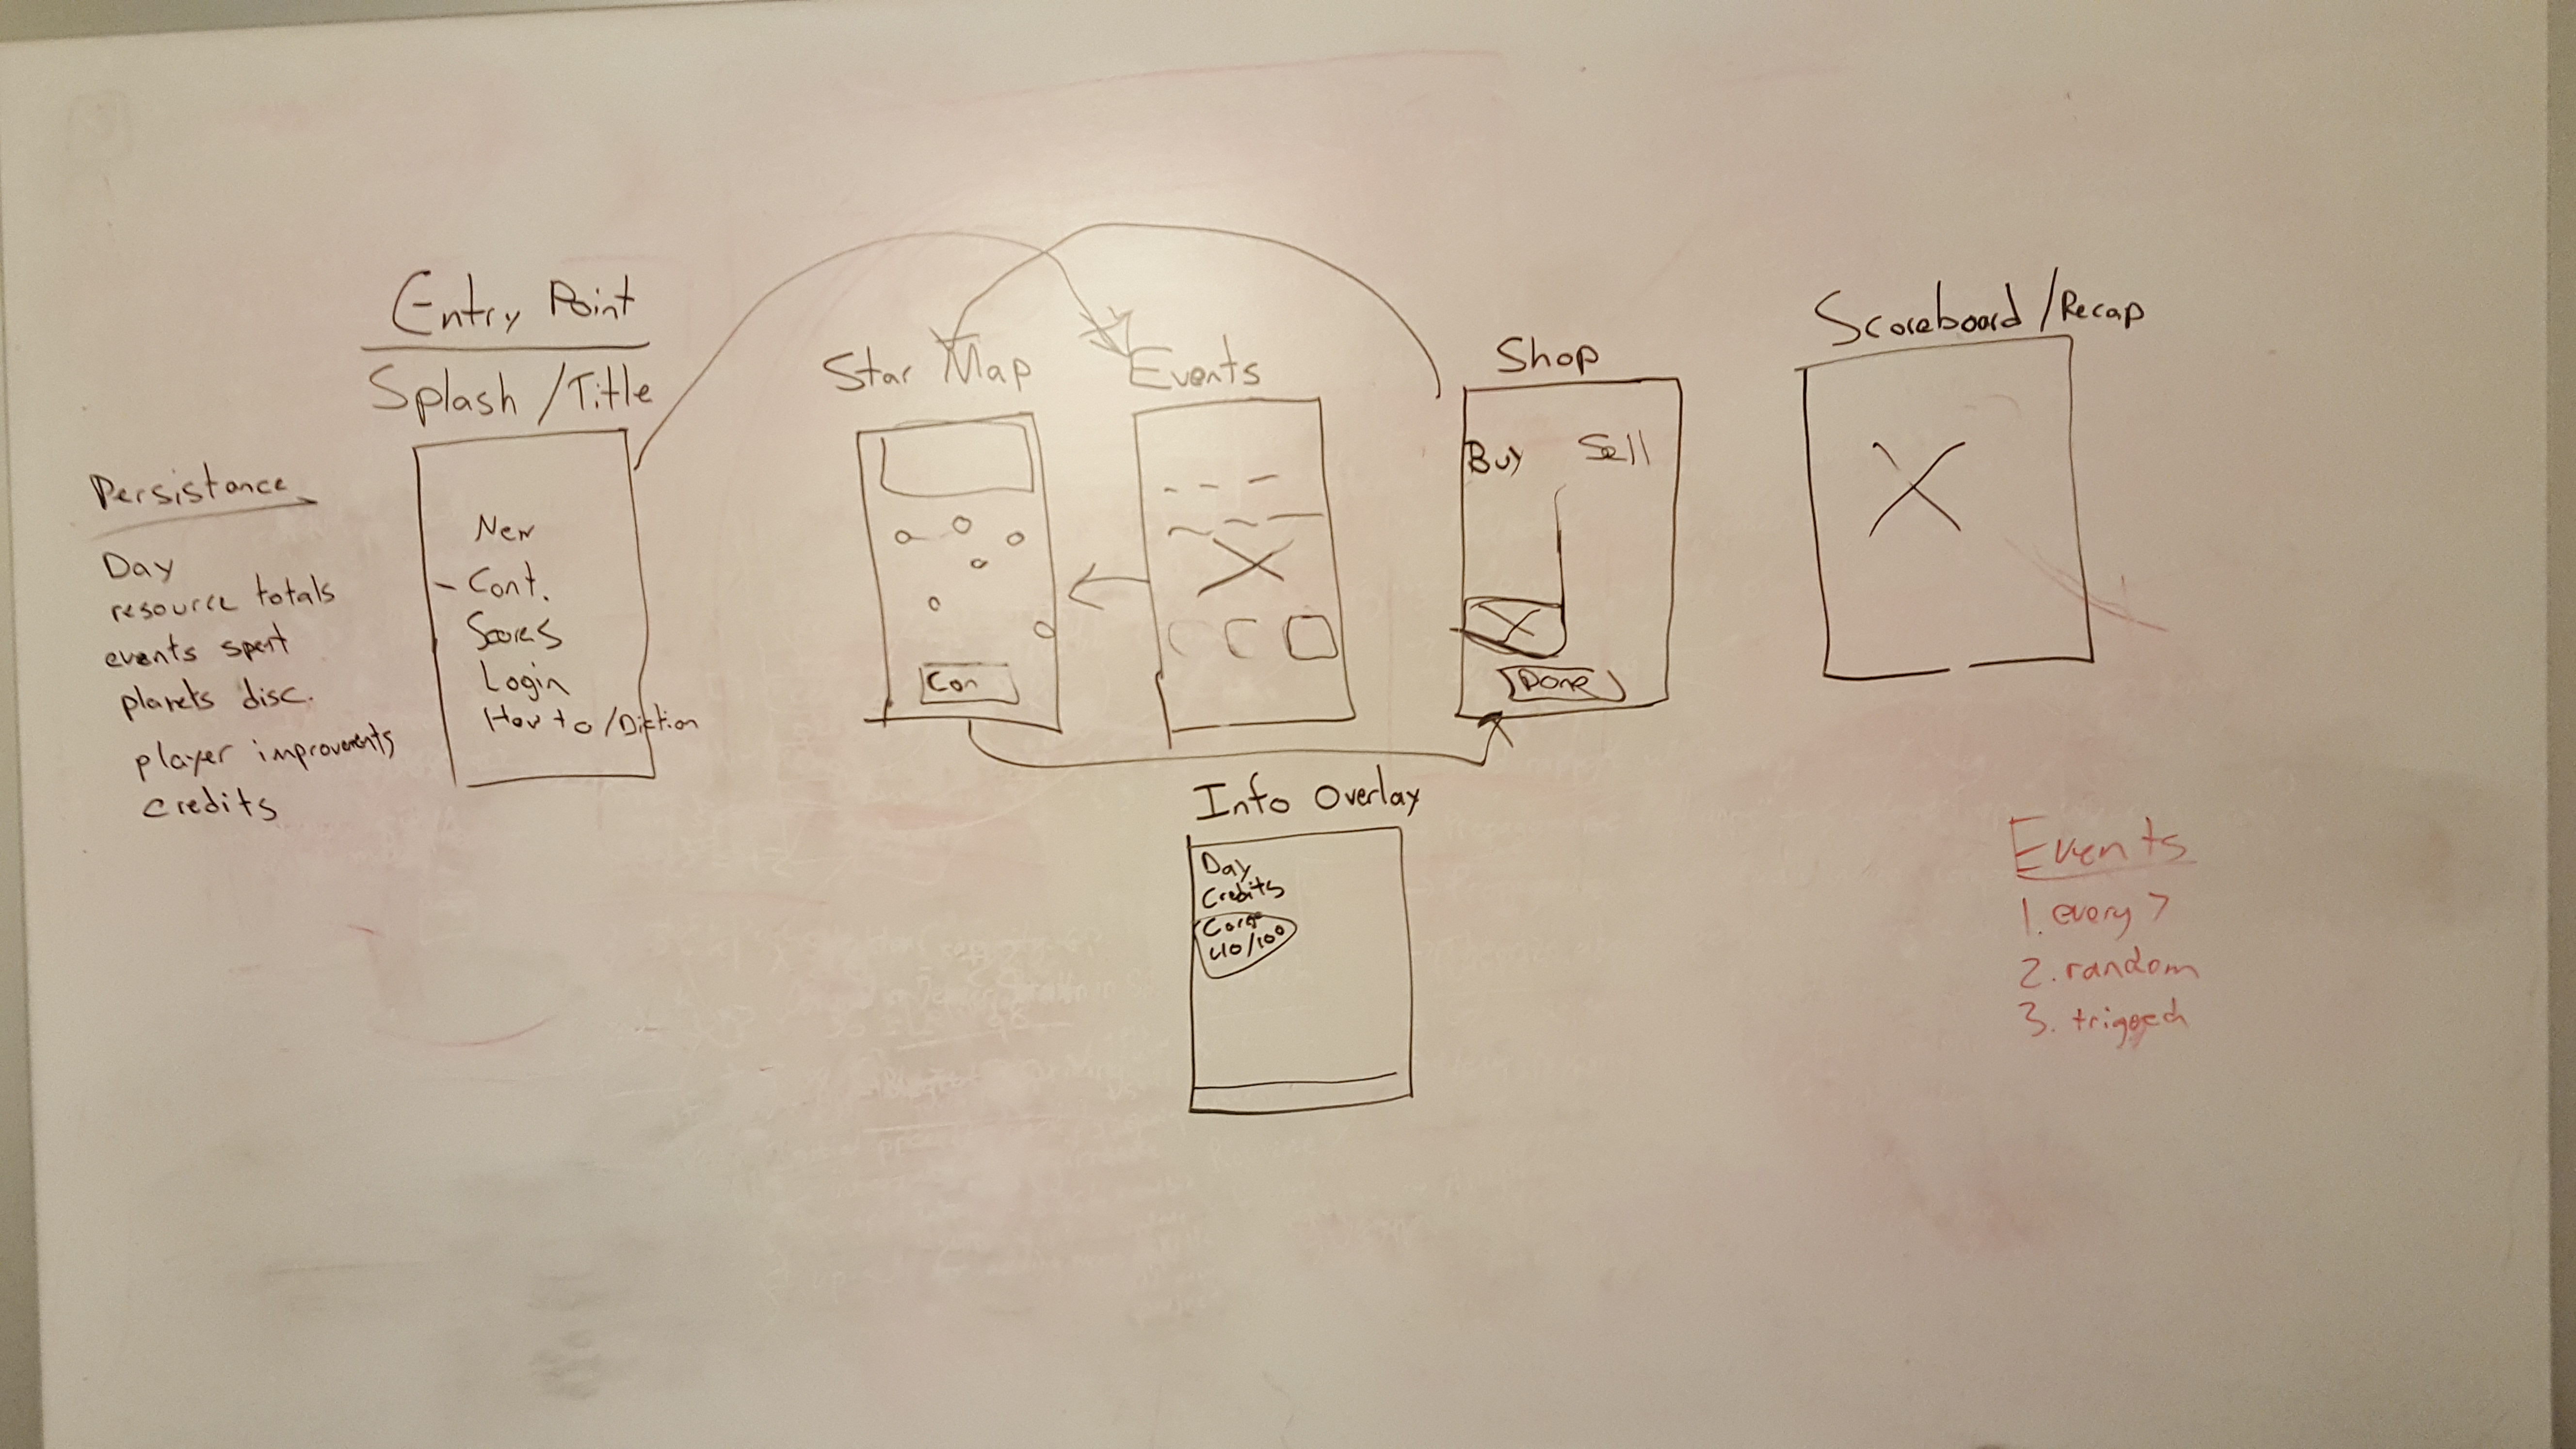 Entry Point
Splash / Title
New
- Cont.
Scores
Login
How to / Diction
Persistance
Day
resource totals
events spent
planets disc.
player improvements
credits
Star Map
Con
Events
Shop
Buy Sell
Done
Scoreboard / Recap
Info Overlay
Day
Credits
40/100
Events
1. every 7
2. random
3. trigged